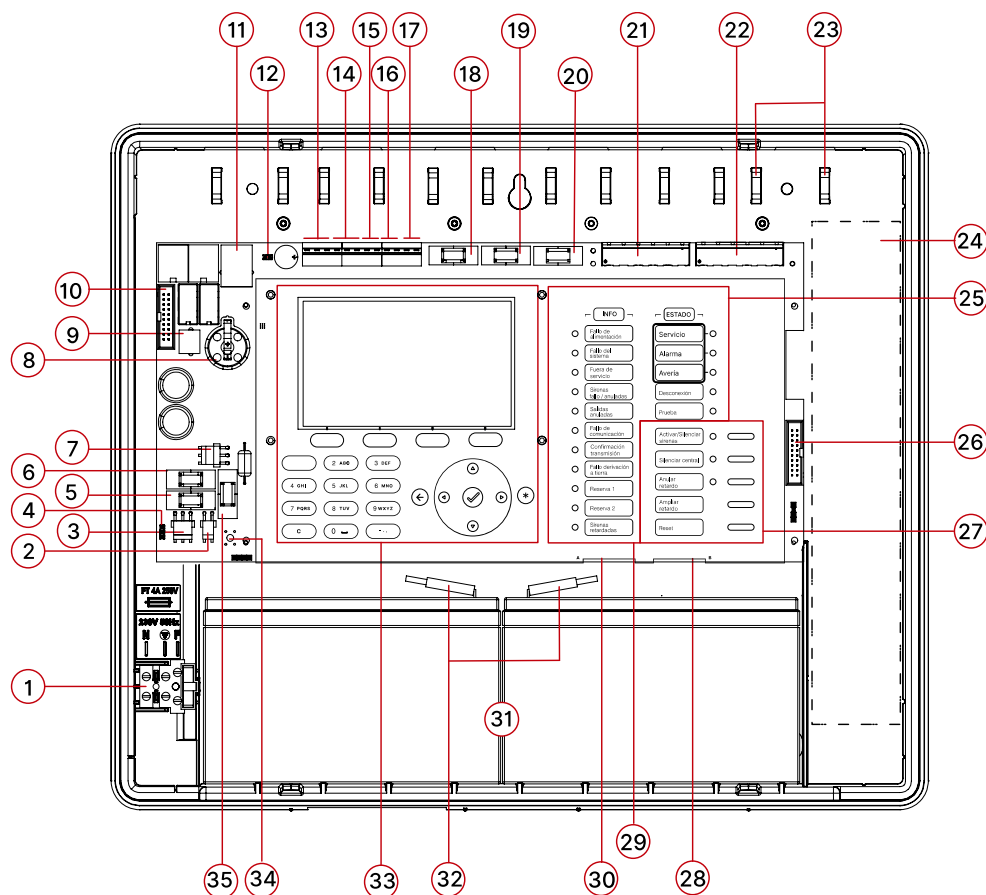 11
13
15
17
19
21
22
23
12
14
16
18
20
24
10
9
8
7
6
5
4
3
2
1
INFO
Fallo de
alimentación
Fallo del
sistema
Fuera de
servicio
Sirenas
fallo / anuladas
Salidas
anuladas
Fallo de
comunicación
Confirmación
transmisión
Fallo derivación
a tierra
Reserva 1
Reserva 2
Sirenas
retardadas
ESTADO
Servicio
Alarma
Avería
Desconexión
Prueba
Activar/Silenciar
sirenas
Silenciar central
Anular
retardo
Ampliar
retardo
Reset
2 ABC
3 DEF
4 GHI
5 JKL
6 MNO
7 PQRS
8 TUV
9 WXYZ
C
0
A
B
FT 4A 250V
230V 50Hz
N
F
25
26
27
31
29
35
34
33
32
30
28